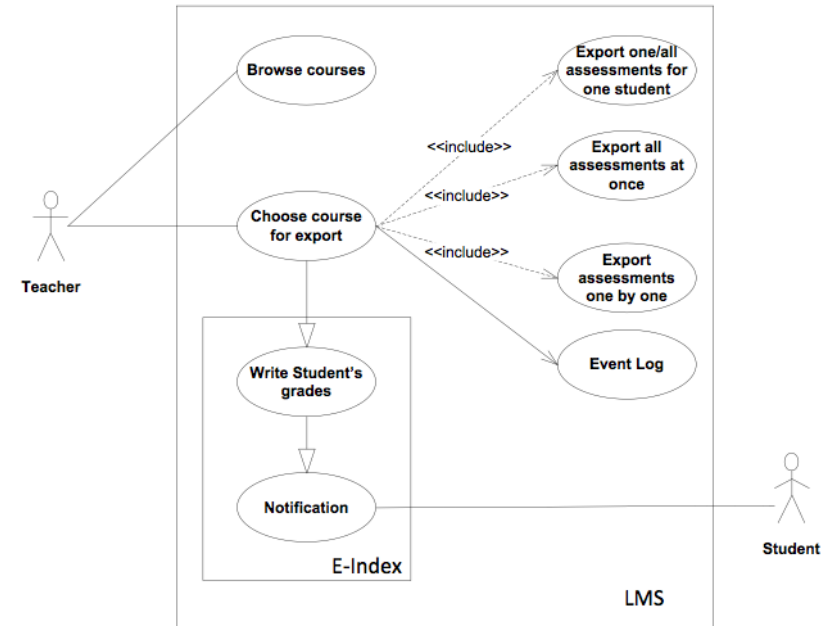 Browse courses
Export one/all
assessments for
one student
<<include>>
Export all
assessments at
once
<<include>>
Choose course
for export
Teacher
<<include>>
Export
assessments
one by one
Event Log
Write Student's
grades
Notification
Student
E-Index
LMS